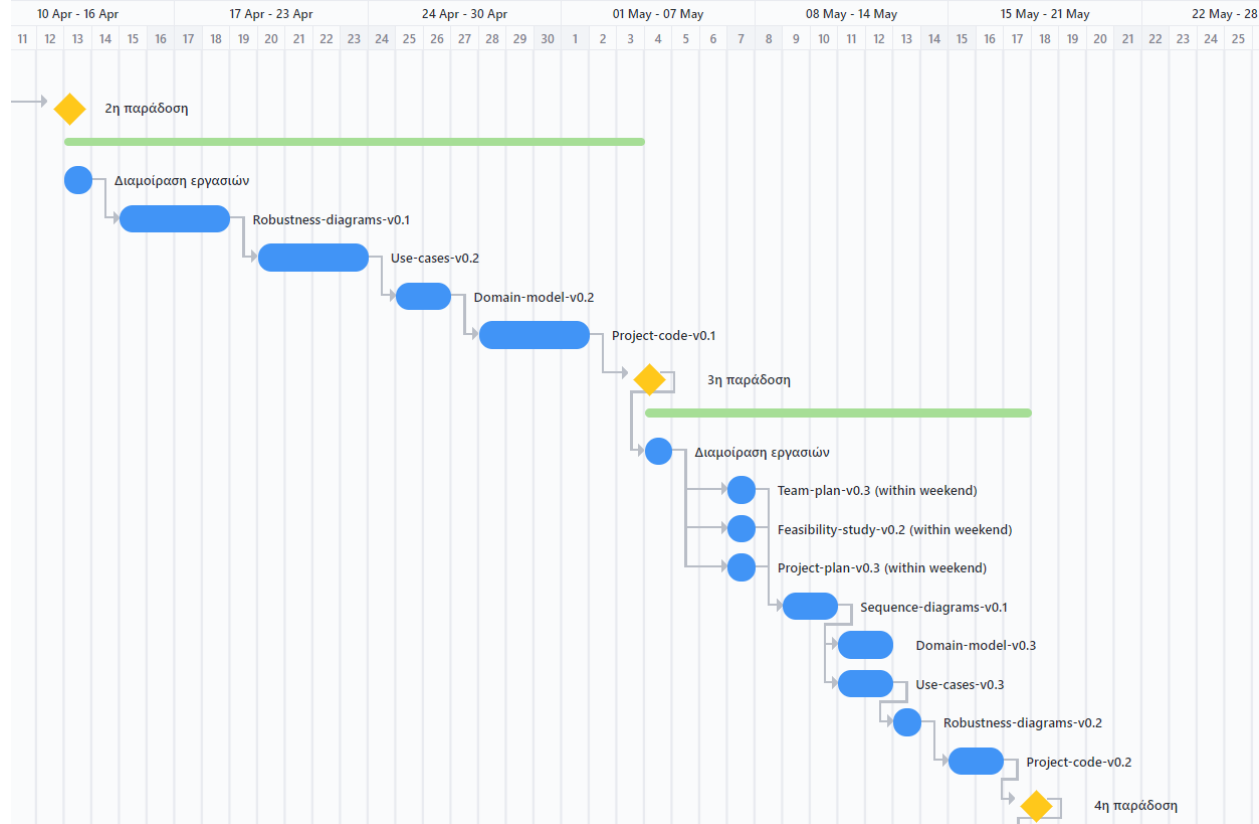 10 Apr - 16 Apr 17 Apr - 23 Apr 24 Apr - 30 Apr 01 May - 07 May 08 May - 14 May 15 May - 21 May 22 May - 28
11 12 13 14 15 16 17 18 19 20 21 22 23 24 25 26 27 28 29 30 1 2 3 4 5 6 7 8 9 10 11 12 13 14 15 16 17 18 19 20 21 22 23 24 25
2η παράδοση
Διαμοίραση εργασιών
Robustness-diagrams-v0.1
Use-cases-v0.2
Domain-model-v0.2
Project-code-v0.1
3η παράδοση
Διαμοίραση εργασιών
Team-plan-v0.3 (within weekend)
Feasibility-study-v0.2 (within weekend)
Project-plan-v0.3 (within weekend)
Sequence-diagrams-v0.1
Domain-model-v0.3
Use-cases-v0.3
Robustness-diagrams-v0.2
Project-code-v0.2
4η παράδοση